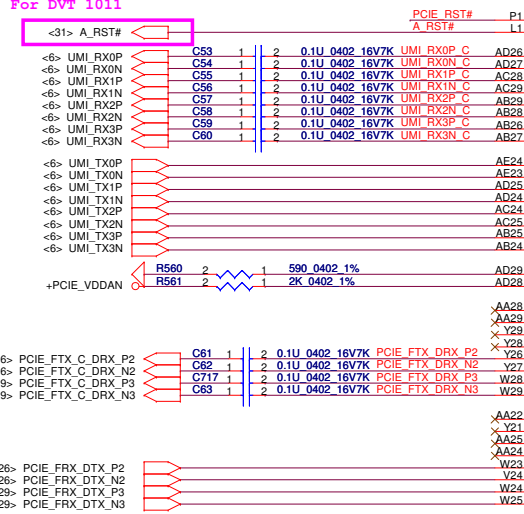 For DVT 1011
PCIE_RST# P1
<31> A_RST# A_RST# L1
<6> UMI_RX0P C53 1 2 0.1U_0402_16V7K UMI_RX0P_C AD26
<6> UMI_RX0N C54 1 2 0.1U_0402_16V7K UMI_RX0N_C AD27
<6> UMI_RX1P C55 1 2 0.1U_0402_16V7K UMI_RX1P_C AC28
<6> UMI_RX1N C56 1 2 0.1U_0402_16V7K UMI_RX1N_C AC29
<6> UMI_RX2P C57 1 2 0.1U_0402_16V7K UMI_RX2P_C AB29
<6> UMI_RX2N C58 1 2 0.1U_0402_16V7K UMI_RX2N_C AB28
<6> UMI_RX3P C59 1 2 0.1U_0402_16V7K UMI_RX3P_C AB26
<6> UMI_RX3N C60 1 2 0.1U_0402_16V7K UMI_RX3N_C AB27
<6> UMI_TX0P AE24
<6> UMI_TX0N AE23
<6> UMI_TX1P AD25
<6> UMI_TX1N AD24
<6> UMI_TX2P AC24
<6> UMI_TX2N AC25
<6> UMI_TX3P AB25
<6> UMI_TX3N AB24
R560 2 1 590_0402_1% AD29
+PCIE_VDDAN R561 2 1 2K_0402_1% AD28
AA28
AA29
Y29
Y28
6> PCIE_FTX_C_DRX_P2 C61 1 2 0.1U_0402_16V7K PCIE_FTX_DRX_P2 Y26
6> PCIE_FTX_C_DRX_N2 C62 1 2 0.1U_0402_16V7K PCIE_FTX_DRX_N2 Y27
9> PCIE_FTX_C_DRX_P3 C717 1 2 0.1U_0402_16V7K PCIE_FTX_DRX_P3 W28
9> PCIE_FTX_C_DRX_N3 C63 1 2 0.1U_0402_16V7K PCIE_FTX_DRX_N3 W29
AA22
Y21
AA25
AA24
26> PCIE_FRX_DTX_P2 W23
26> PCIE_FRX_DTX_N2 V24
29> PCIE_FRX_DTX_P3 W24
29> PCIE_FRX_DTX_N3 W25